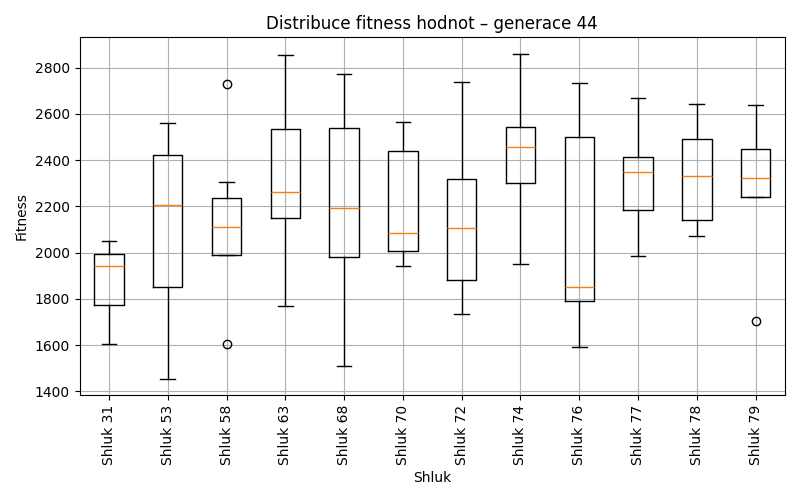 Distribuce fitness hodnot – generace 44
Fitness
2800
2600
2400
2200
2000
1800
1600
1400
Shluk 31
Shluk 53
Shluk 58
Shluk 63
Shluk 68
Shluk 70
Shluk 72
Shluk 74
Shluk 76
Shluk 77
Shluk 78
Shluk 79
Shluk